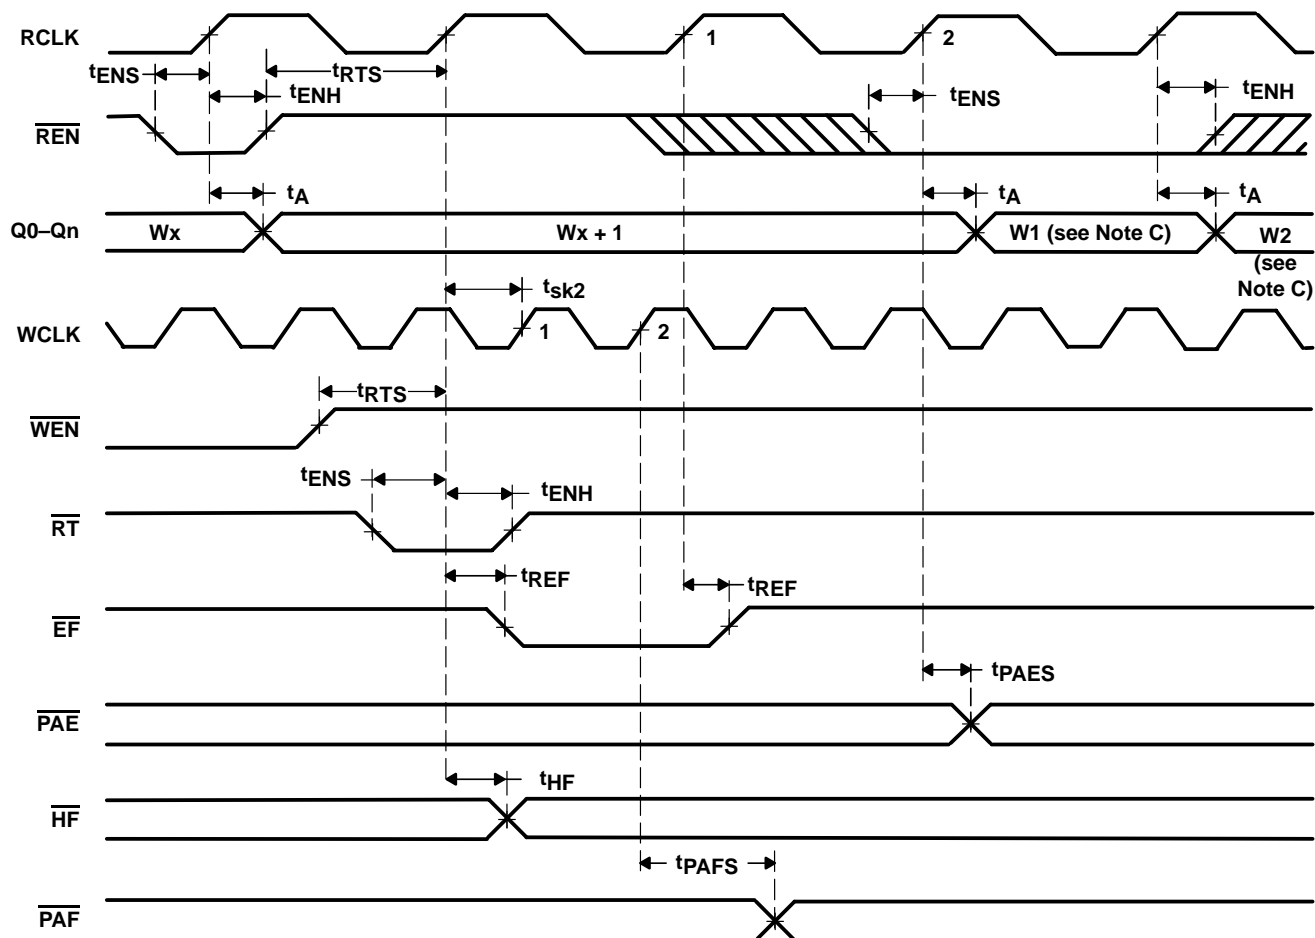 RCLK
1
2
tENS
tRTS
tENH
tENS
tENH
REN
tA
tA
tA
Q0–Qn
Wx
Wx + 1
W1 (see Note C)
W2
(see
Note C)
tsk2
WCLK
1
2
tRTS
WEN
tENS
tENH
RT
tREF
tREF
EF
tPAES
PAE
tHF
HF
tPAFS
PAF